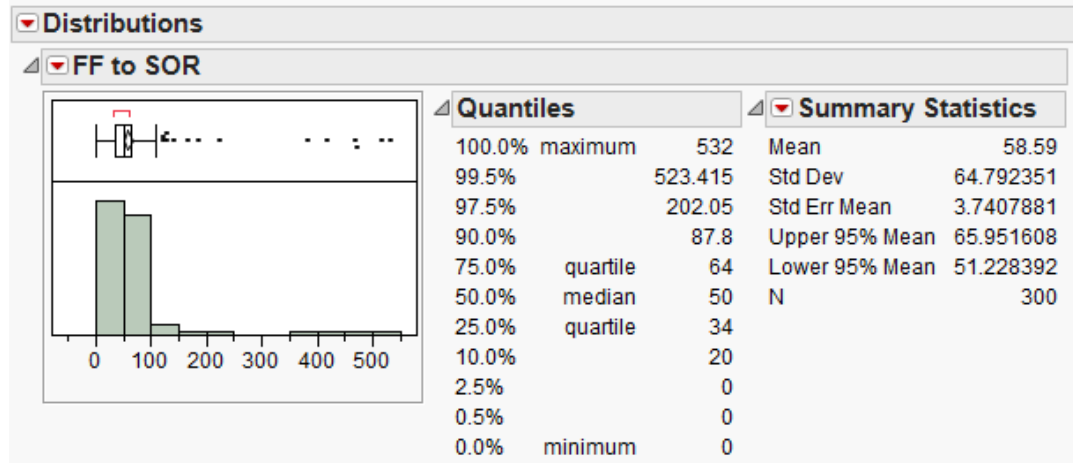 Distributions
FF to SOR
0 100 200 300 400 500
Quantiles
100.0% maximum 532
99.5% 523.415
97.5% 202.05
90.0% 87.8
75.0% quartile 64
50.0% median 50
25.0% quartile 34
10.0% 20
2.5% 0
0.5% 0
0.0% minimum 0
Summary Statistics
Mean 58.59
Std Dev 64.792351
Std Err Mean 3.7407881
Upper 95% Mean 65.951608
Lower 95% Mean 51.228392
N 300